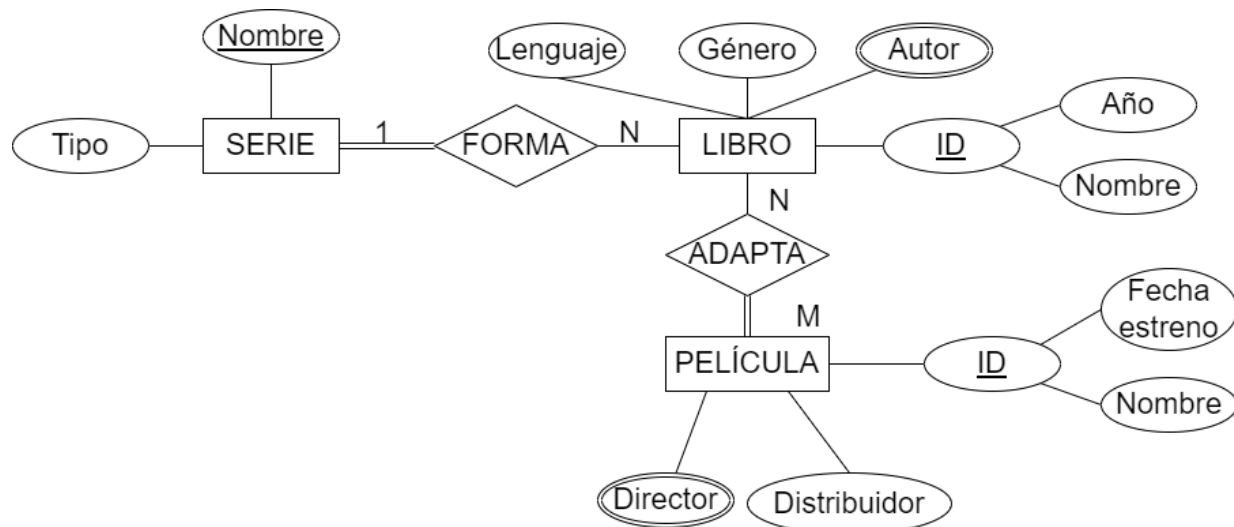 Nombre
Lenguaje
Género
Autor
Tipo
SERIE
1
FORMA
N
LIBRO
ID
Año
Nombre
N
ADAPTA
M
PELÍCULA
ID
Fecha
estreno
Nombre
Director
Distribuidor